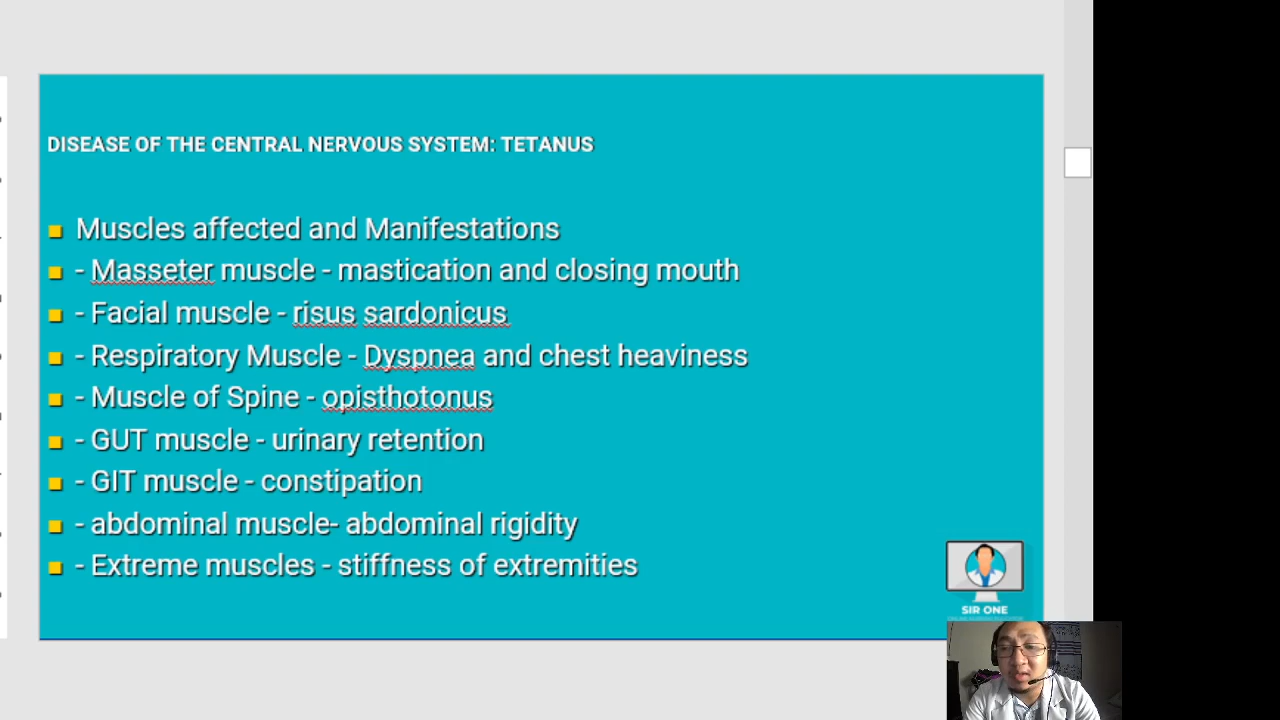 DISEASE OF THE CENTRAL NERVOUS SYSTEM: TETANUS
Muscles affected and Manifestations
- Masseter muscle - mastication and closing mouth
- Facial muscle - risus sardonicus
- Respiratory Muscle - Dyspnea and chest heaviness
- Muscle of Spine - opisthotonus
- GUT muscle - urinary retention
- GIT muscle - constipation
- abdominal muscle- abdominal rigidity
- Extreme muscles - stiffness of extremities
SIR ONE